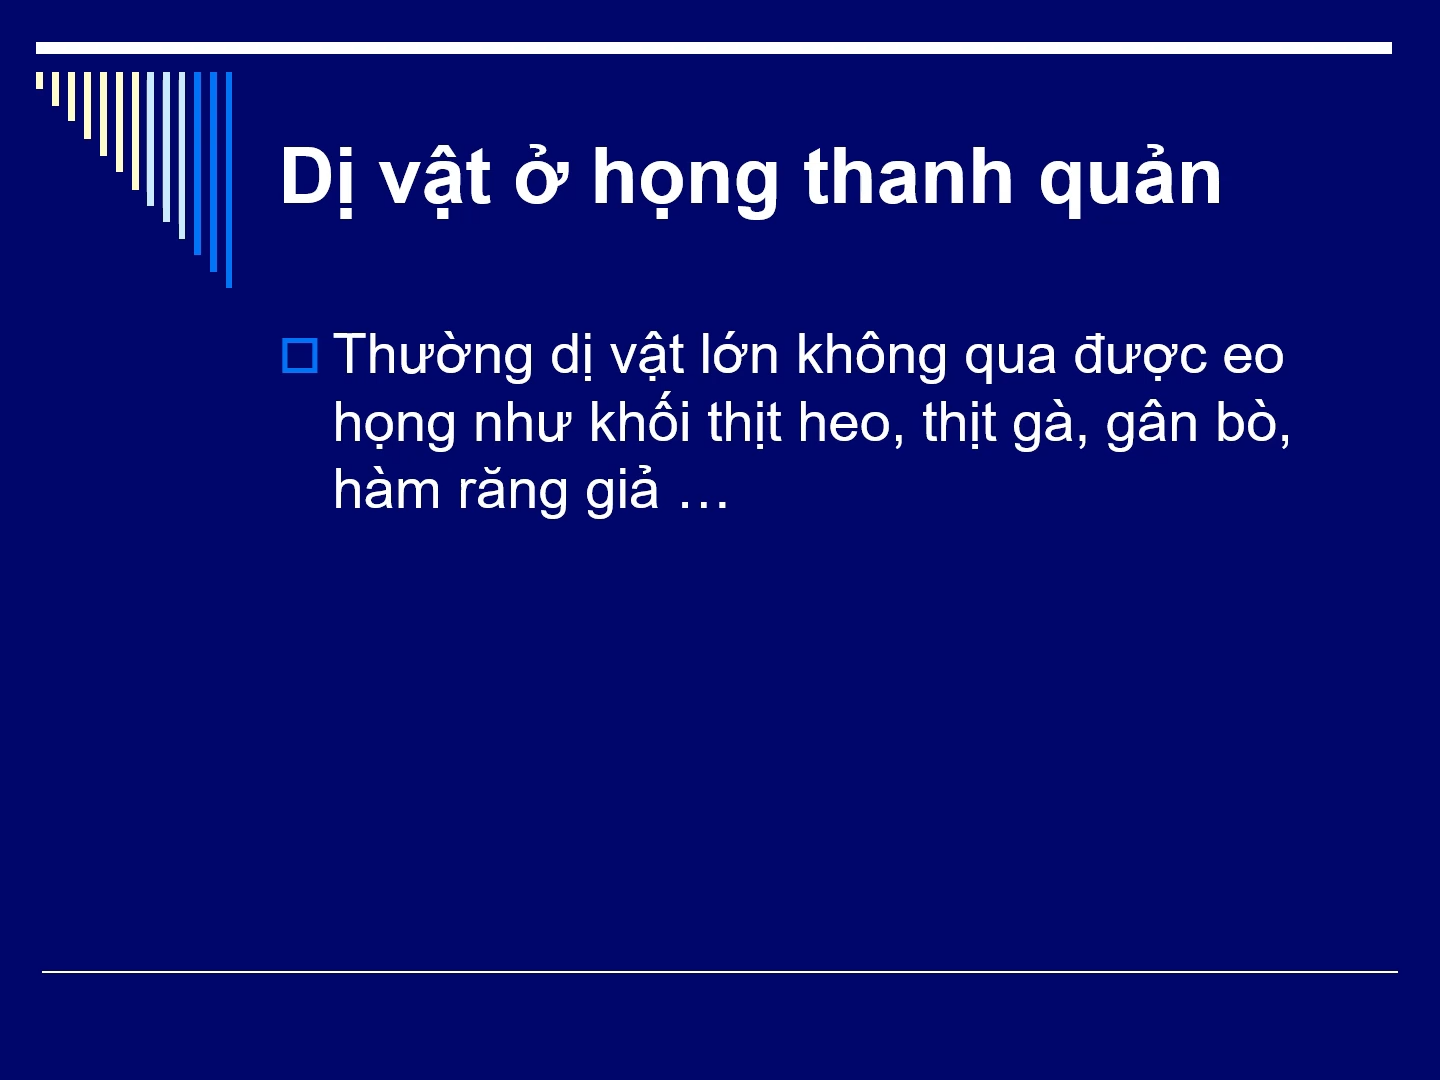 Dị vật ở họng thanh quản
Thường dị vật lớn không qua được eo
họng như khối thịt heo, thịt gà, gân bò,
hàm răng giả …